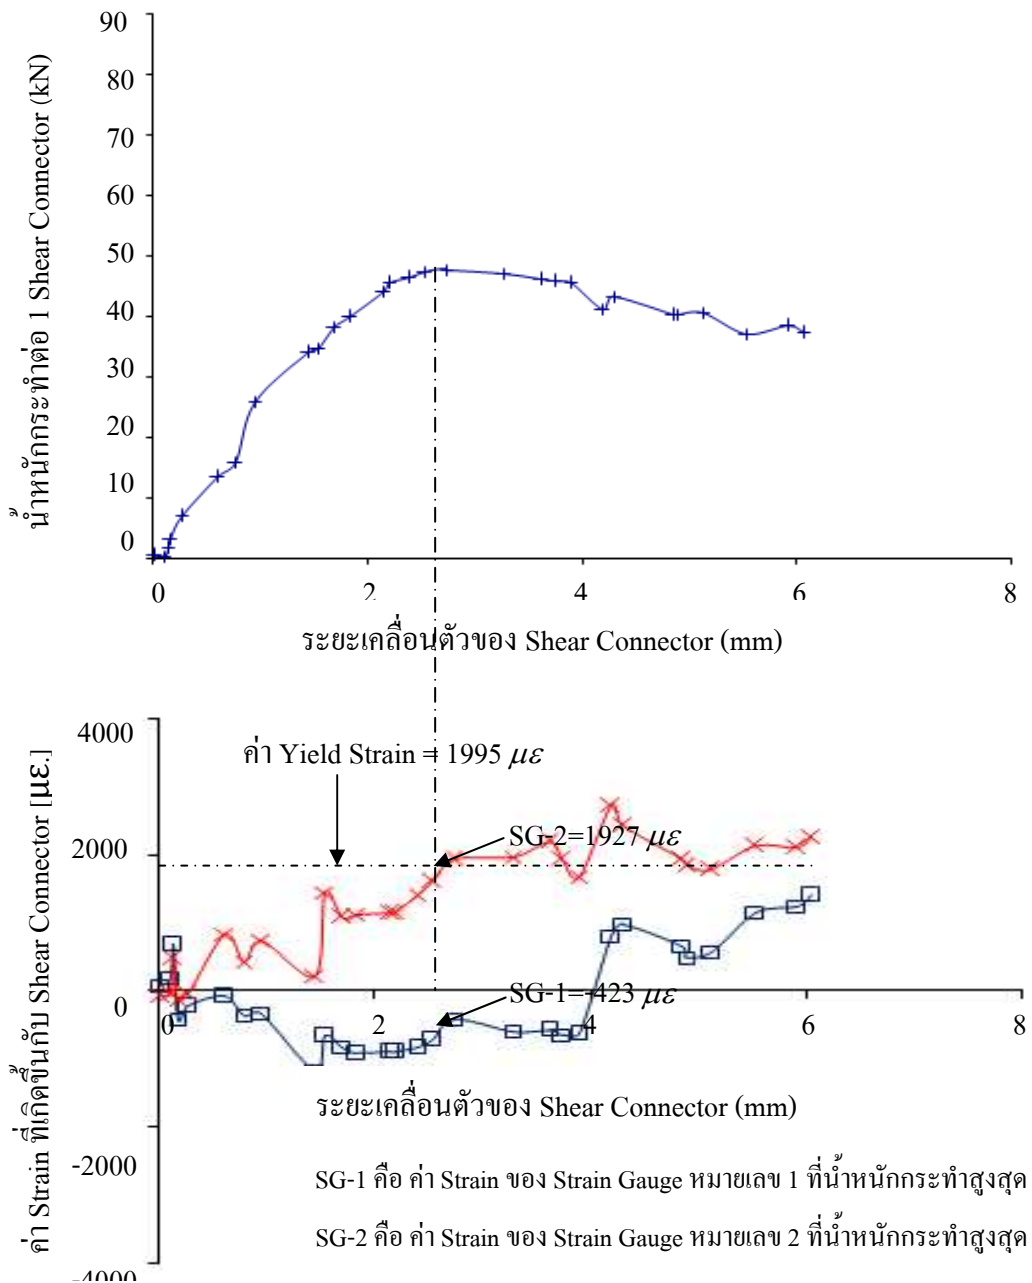 90
80
70
60
50
40
30
20
10
0
น้ำหนักกระทำต่อ 1 Shear Connector (kN)
0 2 4 6 8
ระยะเคลื่อนตัวของ Shear Connector (mm)
4000
2000
0
-2000
-4000
ค่า Strain ที่เกิดขึ้นกับ Shear Connector [µε.]
ค่า Yield Strain = 1995 µε
SG-2=1927 µε
SG-1=-423 µε
0 2 4 6 8
ระยะเคลื่อนตัวของ Shear Connector (mm)
SG-1 คือ ค่า Strain ของ Strain Gauge หมายเลข 1 ที่น้ำหนักกระทำสูงสุด
SG-2 คือ ค่า Strain ของ Strain Gauge หมายเลข 2 ที่น้ำหนักกระทำสูงสุด